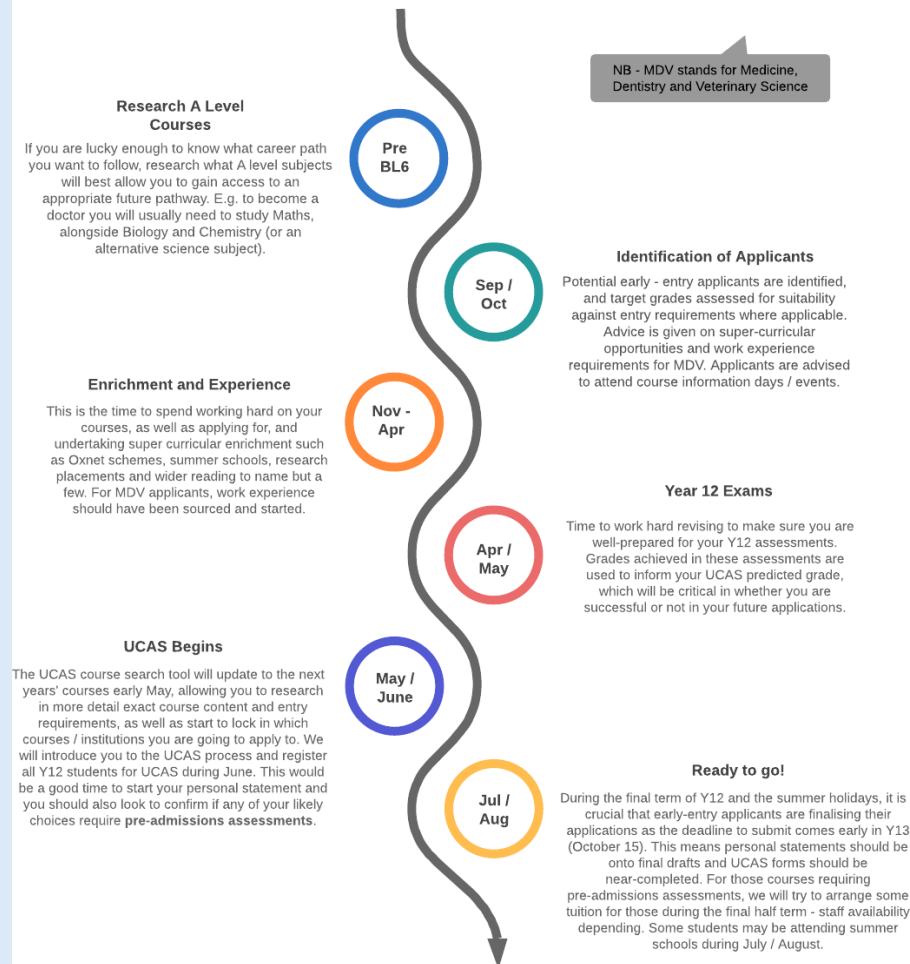 NB - MDV stands for Medicine,
Dentistry and Veterinary Science
Research A Level
Courses
If you are lucky enough to know what career path
you want to follow, research what A level subjects
will best allow you to gain access to an
appropriate future pathway. E.g. to become a
doctor you will usually need to study Maths,
alongside Biology and Chemistry (or an
alternative science subject).
Pre
BL6
Sep /
Oct
Identification of Applicants
Potential early - entry applicants are identified,
and target grades assessed for suitability
against entry requirements where applicable.
Advice is given on super-curricular
opportunities and work experience
requirements for MDV. Applicants are advised
to attend course information days / events.
Enrichment and Experience
This is the time to spend working hard on your
courses, as well as applying for, and
undertaking super curricular enrichment such
as Oxnet schemes, summer schools, research
placements and wider reading to name but a
few. For MDV applicants, work experience
should have been sourced and started.
Nov -
Apr
Apr /
May
Year 12 Exams
Time to work hard revising to make sure you are
well-prepared for your Y12 assessments.
Grades achieved in these assessments are
used to inform your UCAS predicted grade,
which will be critical in whether you are
successful or not in your future applications.
UCAS Begins
The UCAS course search tool will update to the next
years' courses early May, allowing you to research
in more detail exact course content and entry
requirements, as well as start to lock in which
courses / institutions you are going to apply to. We
will introduce you to the UCAS process and register
all Y12 students for UCAS during June. This would
be a good time to start your personal statement and
you should also look to confirm if any of your likely
choices require pre-admissions assessments.
May /
June
Jul /
Aug
Ready to go!
During the final term of Y12 and the summer holidays, it is
crucial that early-entry applicants are finalising their
applications as the deadline to submit comes early in Y13
(October 15). This means personal statements should be
onto final drafts and UCAS forms should be
near-completed. For those courses requiring
pre-admissions assessments, we will try to arrange some
tuition for those during the final half term - staff availability
depending. Some students may be attending summer
schools during July / August.